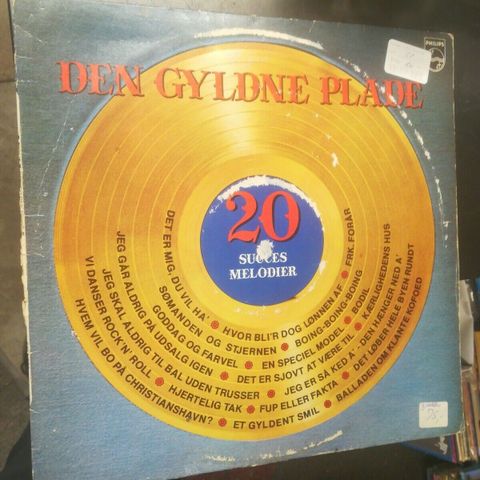 PHILIPS
DEN GYLDNE PLADE
20
SUCCES
MELODIER
DET ER MIG, DU VIL HA' • HVOR BLI'R DOG LØNNEN AF • FRK. FORÅR
SØMANDEN OG STJERNEN • BOING-BOING-BOING
GODDAG OG FARVEL • EN SPECIEL MODEL • BODIL
JEG GÅR ALDRIG PÅ UDSALG IGEN • DET ER SJOVT AT VÆRE TIL • KÆRLIGHEDENS HUS
JEG SKAL ALDRIG TIL BAL UDEN TRUSSER • JEG ER SÅ KED A' - DEN HÆNGER NED A'
VI DANSER ROCK'N' ROLL • HJERTELIG TAK • FUP ELLER FAKTA • DET LØBER HELE BYEN RUNDT
HVEM VIL BO PÅ CHRISTIANSHAVN? • ET GYLDENT SMIL • BALLADEN OM KLANTE KOFOED
75,-